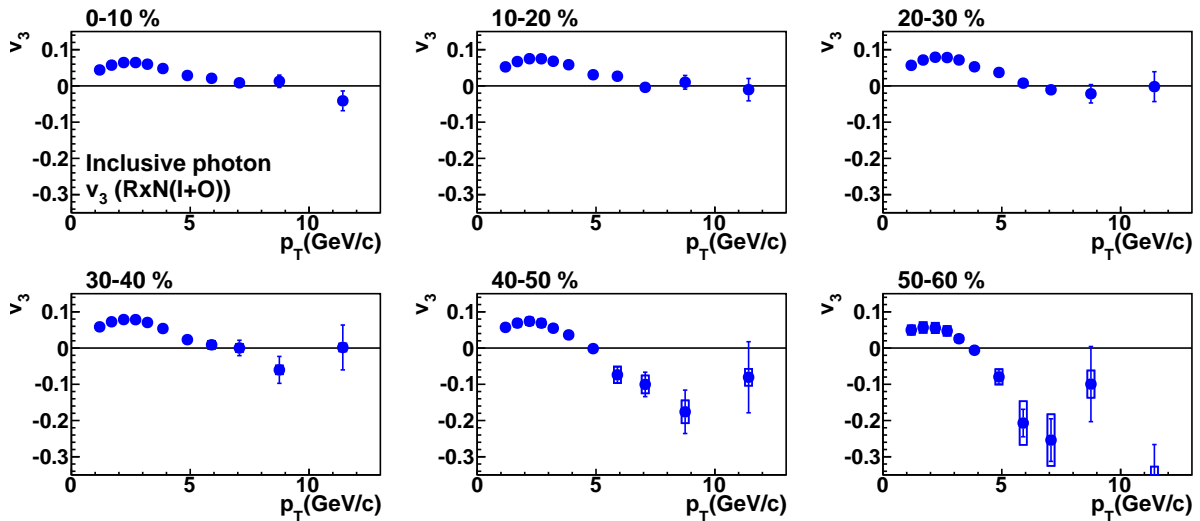 0-10 %
v3
0.1
0
-0.1
-0.2
-0.3
Inclusive photon
v3 (RxN(I+O))
0 5 10
pT(GeV/c)
10-20 %
v3
0.1
0
-0.1
-0.2
-0.3
0 5 10
pT(GeV/c)
20-30 %
v3
0.1
0
-0.1
-0.2
-0.3
0 5 10
pT(GeV/c)
30-40 %
v3
0.1
0
-0.1
-0.2
-0.3
0 5 10
pT(GeV/c)
40-50 %
v3
0.1
0
-0.1
-0.2
-0.3
0 5 10
pT(GeV/c)
50-60 %
v3
0.1
0
-0.1
-0.2
-0.3
0 5 10
pT(GeV/c)